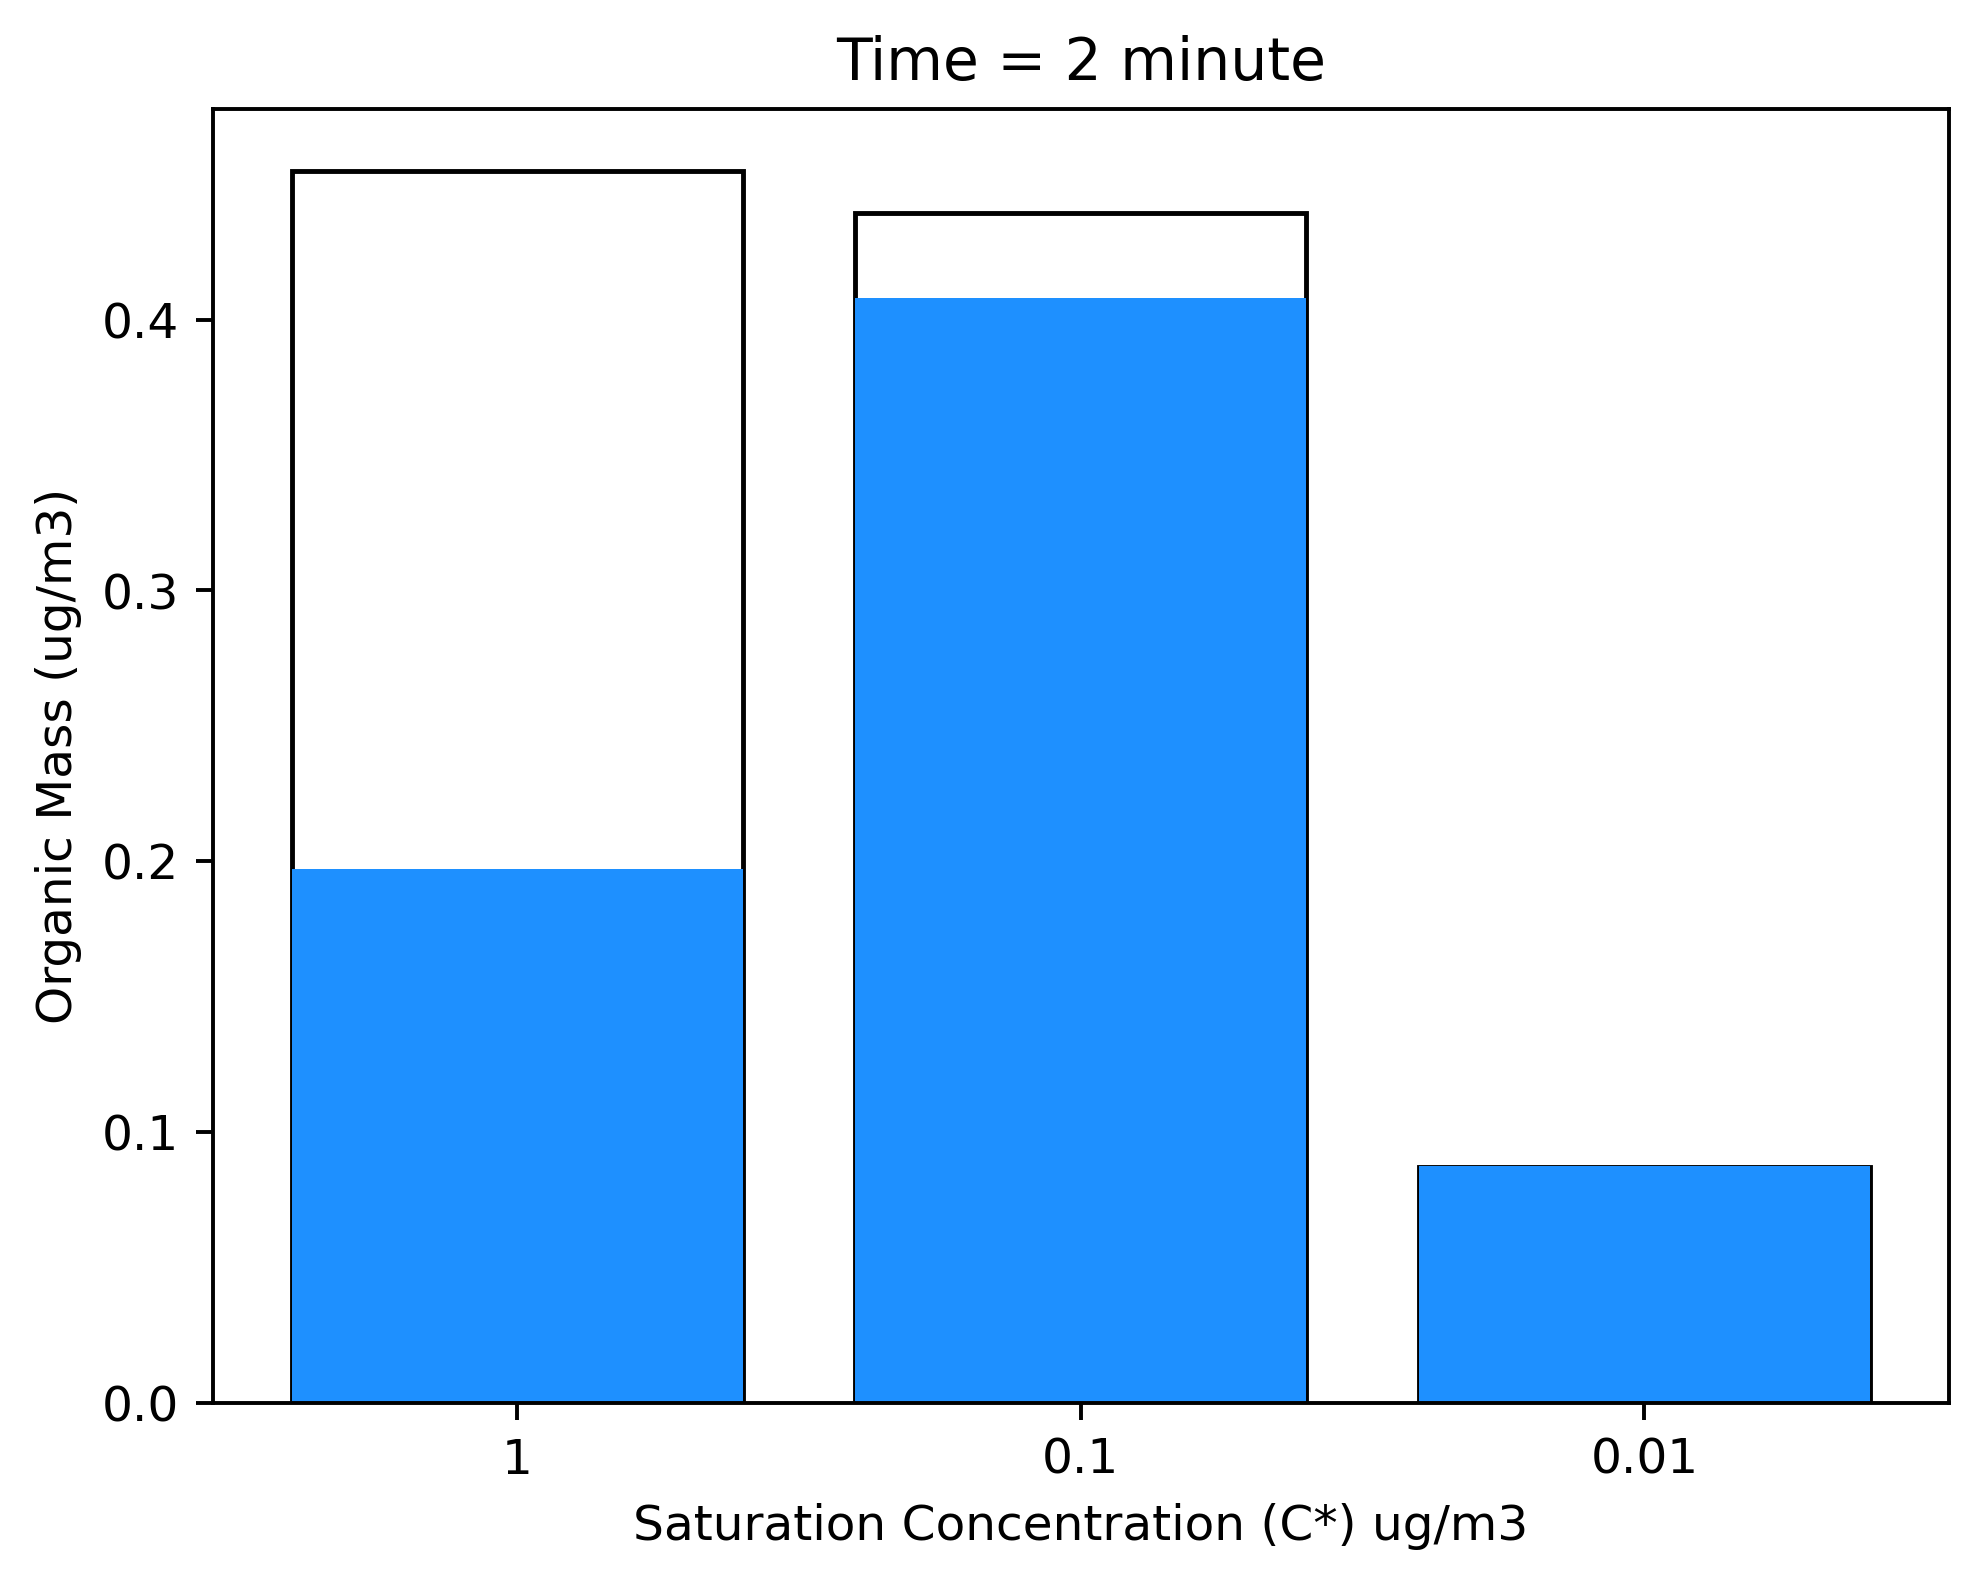 Time = 2 minute
Organic Mass (ug/m3)
0.4
0.3
0.2
0.1
0.0
1
0.1
0.01
Saturation Concentration (C*) ug/m3